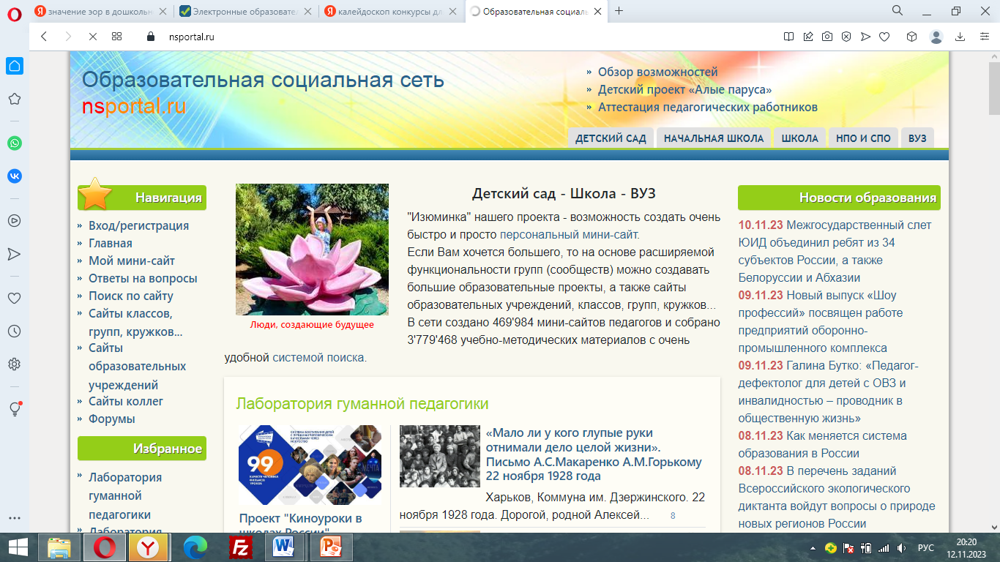 значение эор в дошкольн
Электронные образовател
калейдоскоп конкурсы дл
Образовательная социаль
nsportal.ru
Образовательная социальная сеть
nsportal.ru
Обзор возможностей
Детский проект «Алые паруса»
Аттестация педагогических работников
ДЕТСКИЙ САД
НАЧАЛЬНАЯ ШКОЛА
ШКОЛА
НПО И СПО
ВУЗ
Навигация
Вход/регистрация
Главная
Мой мини-сайт
Ответы на вопросы
Поиск по сайту
Сайты классов,
групп, кружков...
Сайты
образовательных
учреждений
Сайты коллег
Форумы
Избранное
Лаборатория
гуманной
педагогики
Лаборатория
Люди, создающие будущее
Детский сад - Школа - ВУЗ
"Изюминка" нашего проекта - возможность создать очень
быстро и просто персональный мини-сайт.
Если Вам хочется большего, то на основе расширяемой
функциональности групп (сообществ) можно создавать
большие образовательные проекты, а также сайты
образовательных учреждений, классов, групп, кружков...
В сети создано 469'984 мини-сайтов педагогов и собрано
3'779'468 учебно-методических материалов с очень
удобной системой поиска.
Лаборатория гуманной педагогики
99
Проект "Киноуроки в
школах России"
«Мало ли у кого глупые руки
отнимали дело целой жизни».
Письмо А.С.Макаренко А.М.Горькому
22 ноября 1928 года
Харьков, Коммуна им. Дзержинского. 22
ноября 1928 года. Дорогой, родной Алексей... 8
Новости образования
10.11.23 Межгосударственный слет
ЮИД объединил ребят из 34
субъектов России, а также
Белоруссии и Абхазии
09.11.23 Новый выпуск «Шоу
профессий» посвящен работе
предприятий оборонно-
промышленного комплекса
09.11.23 Галина Бутко: «Педагог-
дефектолог для детей с ОВЗ и
инвалидностью – проводник в
общественную жизнь»
08.11.23 Как меняется система
образования в России
08.11.23 В перечень заданий
Всероссийского экологического
диктанта войдут вопросы о природе
новых регионов России
РУС
20:20
12.11.2023